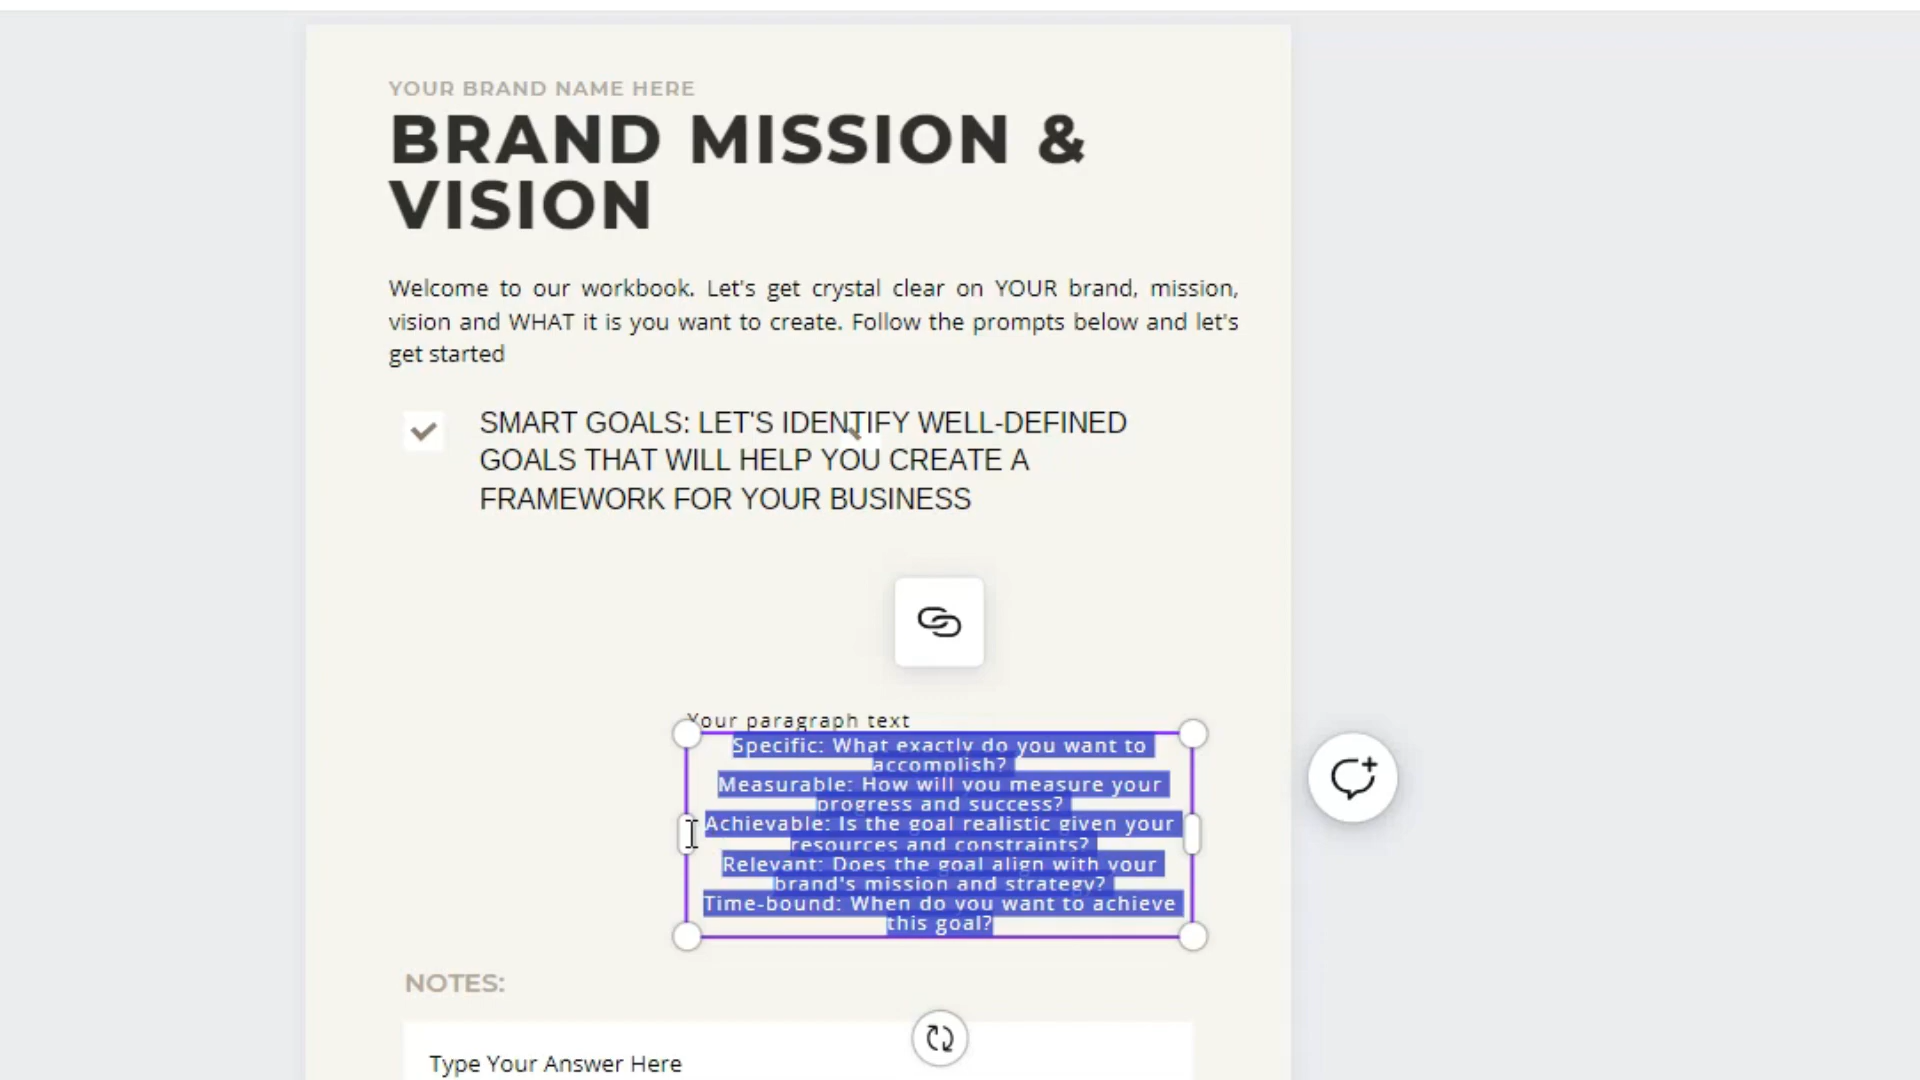 YOUR BRAND NAME HERE
BRAND MISSION &
VISION
Welcome to our workbook. Let's get crystal clear on YOUR brand, mission,
vision and WHAT it is you want to create. Follow the prompts below and let's
get started
SMART GOALS: LET'S IDENTIFY WELL-DEFINED
GOALS THAT WILL HELP YOU CREATE A
FRAMEWORK FOR YOUR BUSINESS
Your paragraph text
Specific: What exactly do you want to
accomplish?
Measurable: How will you measure your
progress and success?
Achievable: Is the goal realistic given your
resources and constraints?
Relevant: Does the goal align with your
brand's mission and strategy?
Time-bound: When do you want to achieve
this goal?
NOTES:
Type Your Answer Here